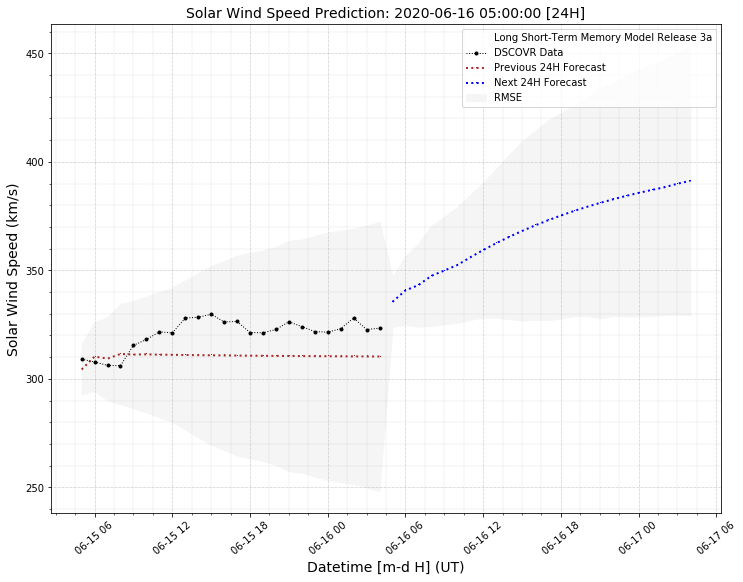 Solar Wind Speed Prediction: 2020-06-16 05:00:00 [24H]
Long Short-Term Memory Model Release 3a
DSCOVR Data
Previous 24H Forecast
Next 24H Forecast
RMSE
Solar Wind Speed (km/s)
450
400
350
300
250
06-15 06
06-15 12
06-15 18
06-16 00
06-16 06
06-16 12
06-16 18
06-17 00
06-17 06
Datetime [m-d H] (UT)